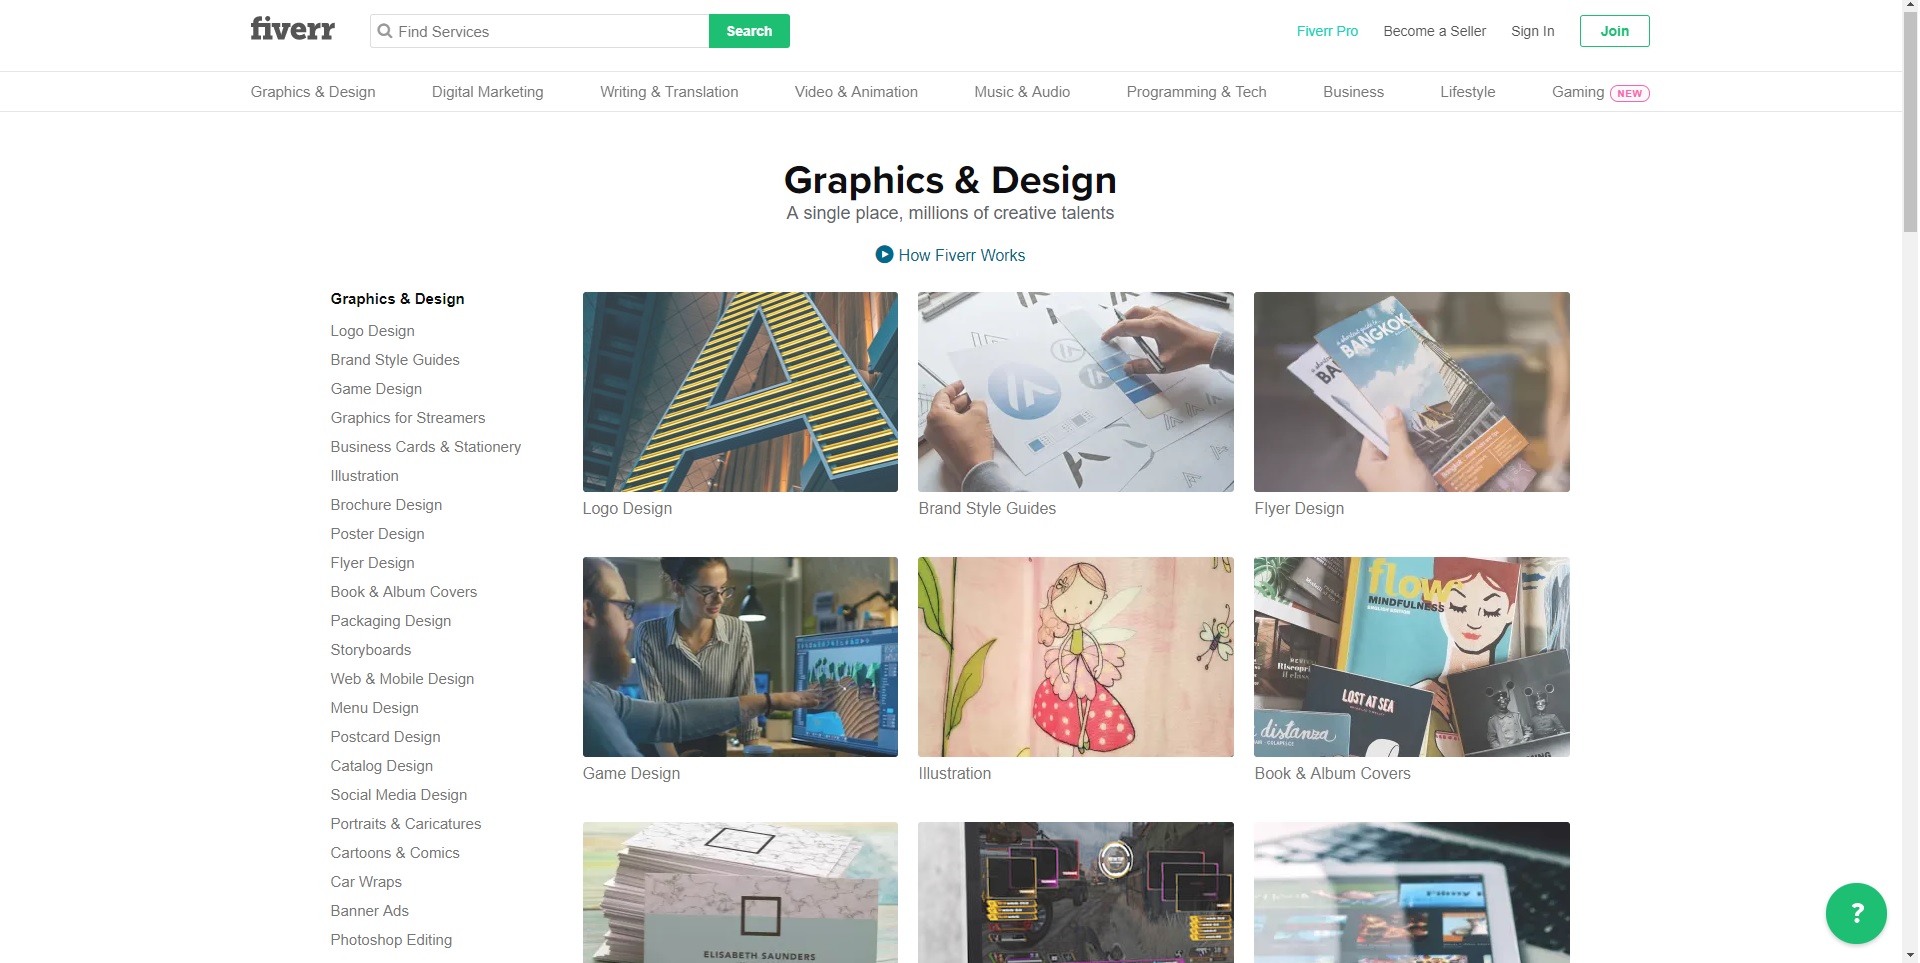 fiverr
Find Services
Search
Fiverr Pro
Become a Seller
Sign In
Join
Graphics & Design
Digital Marketing
Writing & Translation
Video & Animation
Music & Audio
Programming & Tech
Business
Lifestyle
Gaming NEW
Graphics & Design
A single place, millions of creative talents
How Fiverr Works
Graphics & Design
Logo Design
Brand Style Guides
Game Design
Graphics for Streamers
Business Cards & Stationery
Illustration
Brochure Design
Poster Design
Flyer Design
Book & Album Covers
Packaging Design
Storyboards
Web & Mobile Design
Menu Design
Postcard Design
Catalog Design
Social Media Design
Portraits & Caricatures
Cartoons & Comics
Car Wraps
Banner Ads
Photoshop Editing
A
Logo Design
Brand Style Guides
BANGKOK
BA
Flyer Design
Game Design
Illustration
flow
MINDFULNESS
LOST AT SEA
distanza
Book & Album Covers
ELISABETH SAUNDERS
?